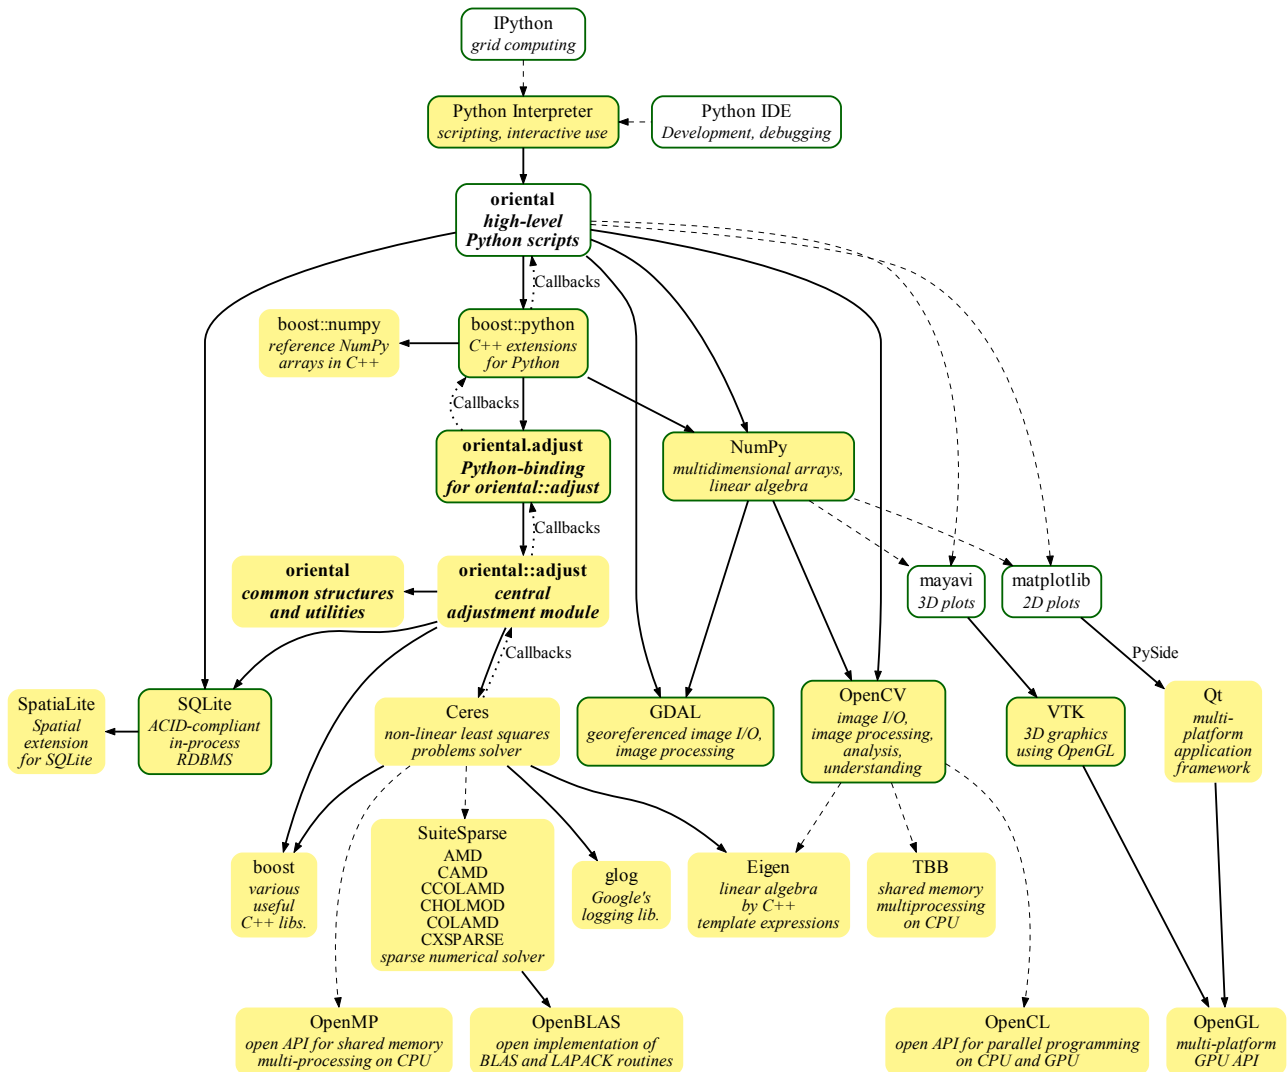 IPython
grid computing
Python Interpreter
scripting, interactive use
Python IDE
Development, debugging
oriental
high-level
Python scripts
Callbacks
boost::numpy
reference NumPy
arrays in C++
boost::python
C++ extensions
for Python
Callbacks
oriental.adjust
Python-binding
for oriental::adjust
NumPy
multidimensional arrays,
linear algebra
Callbacks
oriental
common structures
and utilities
oriental::adjust
central
adjustment module
mayavi
3D plots
matplotlib
2D plots
Callbacks
PySide
SpatiaLite
Spatial
extension
for SQLite
SQLite
ACID-compliant
in-process
RDBMS
Ceres
non-linear least squares
problems solver
GDAL
georeferenced image I/O,
image processing
OpenCV
image I/O,
image processing,
analysis,
understanding
VTK
3D graphics
using OpenGL
Qt
multi-
platform
application
framework
boost
various
useful
C++ libs.
SuiteSparse
AMD
CAMD
CCOLAMD
CHOLMOD
COLAMD
CXSPARSE
sparse numerical solver
glog
Google's
logging lib.
Eigen
linear algebra
by C++
template expressions
TBB
shared memory
multiprocessing
on CPU
OpenMP
open API for shared memory
multi-processing on CPU
OpenBLAS
open implementation of
BLAS and LAPACK routines
OpenCL
open API for parallel programming
on CPU and GPU
OpenGL
multi-platform
GPU API